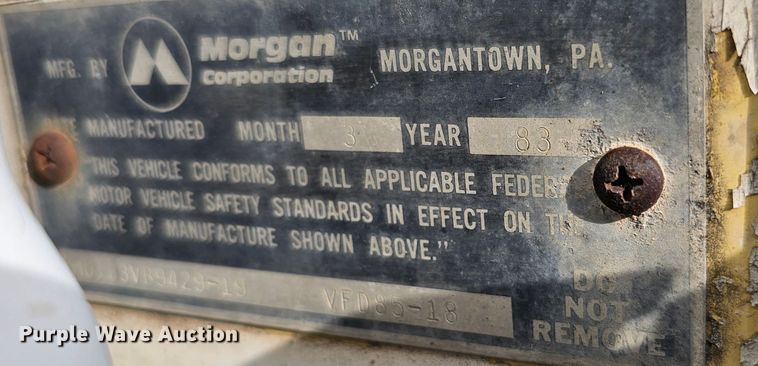 MFG. BY Morgan™ Corporation MORGANTOWN, PA.
MANUFACTURED MONTH 3 YEAR 83
"THIS VEHICLE CONFORMS TO ALL APPLICABLE FEDER
MOTOR VEHICLE SAFETY STANDARDS IN EFFECT ON
DATE OF MANUFACTURE SHOWN ABOVE."
VFD85-18
DO NOT REMOVE
Purple Wave Auction